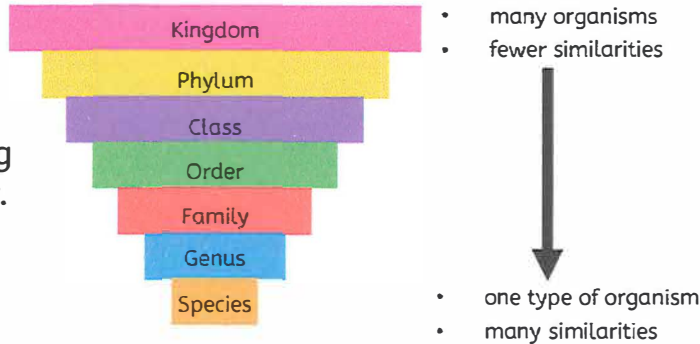 Kingdom
Phylum
Class
Order
Family
Genus
Species
g
.
• many organisms
• fewer similarities
• one type of organism
• many similarities